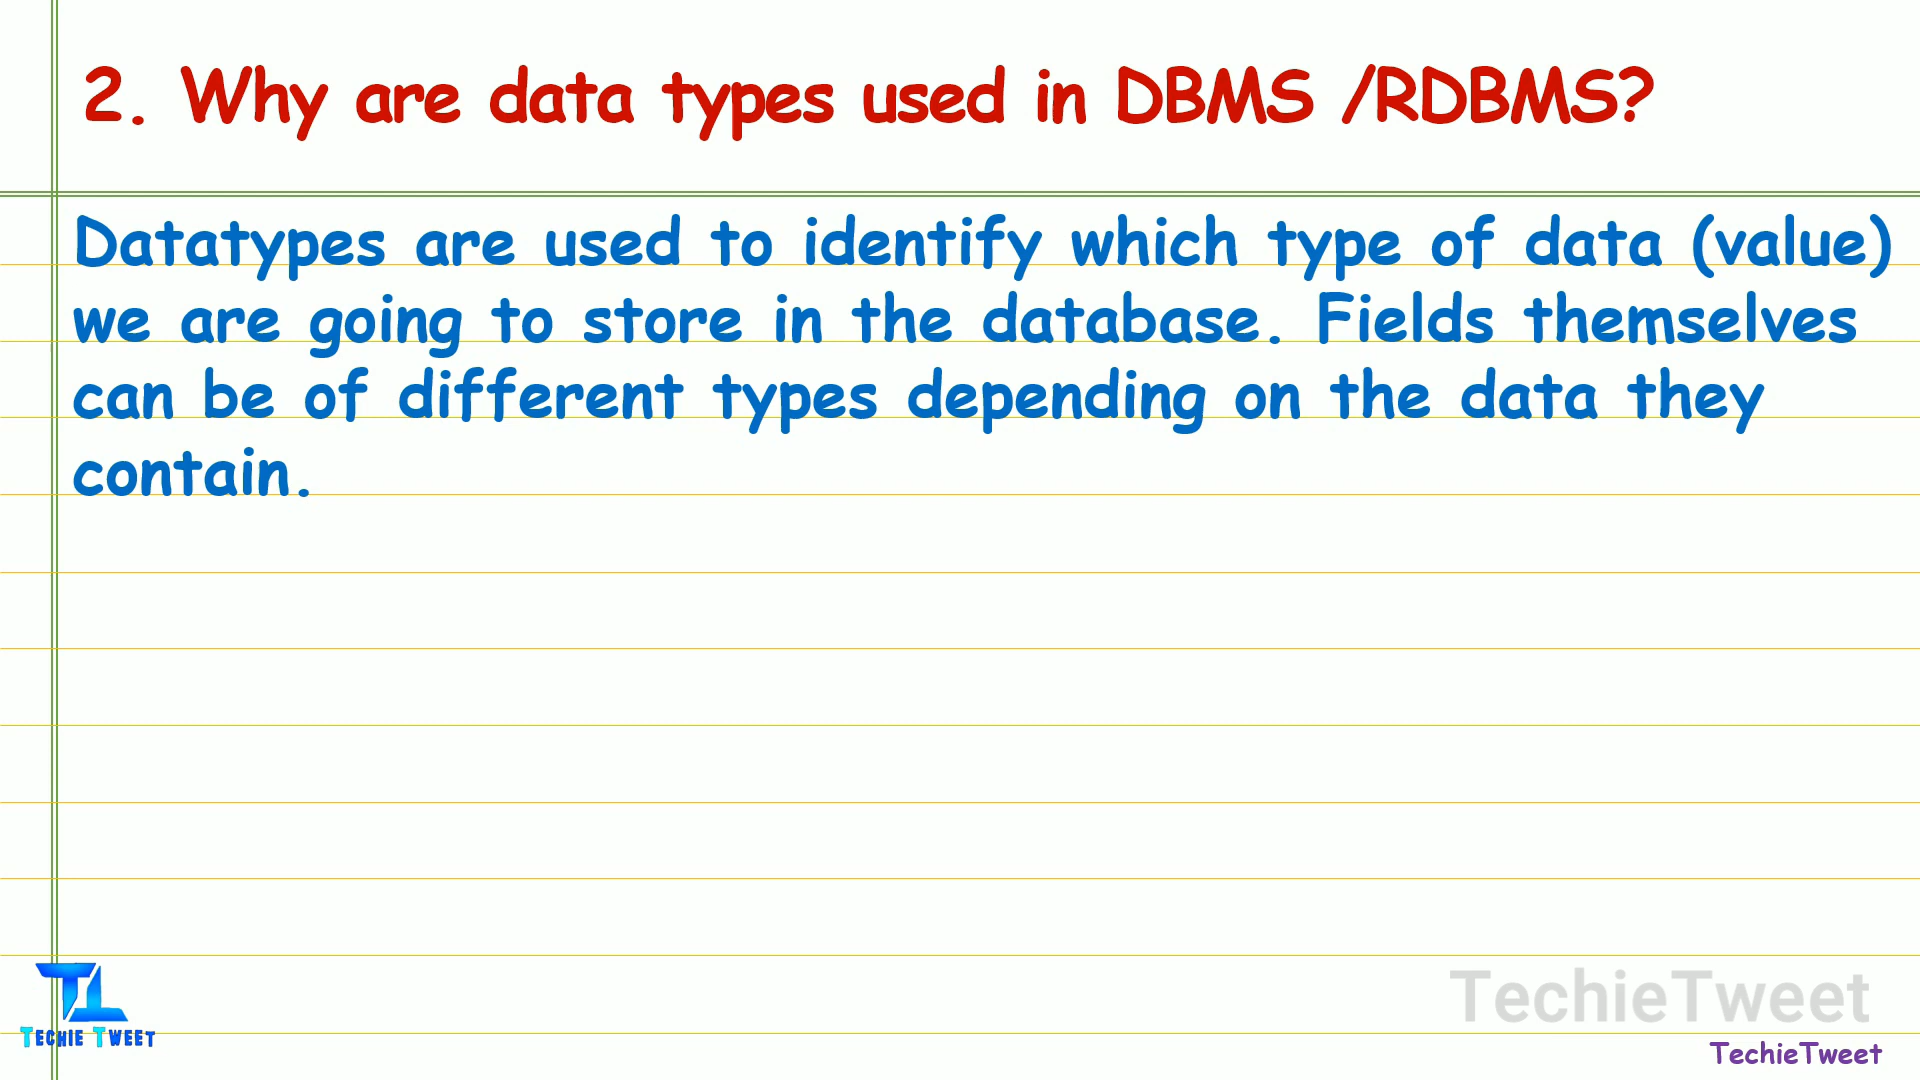 2. Why are data types used in DBMS /RDBMS?
Datatypes are used to identify which type of data (value)
we are going to store in the database. Fields themselves
can be of different types depending on the data they
contain.
TechieTweet
TECHIE TWEET
TechieTweet